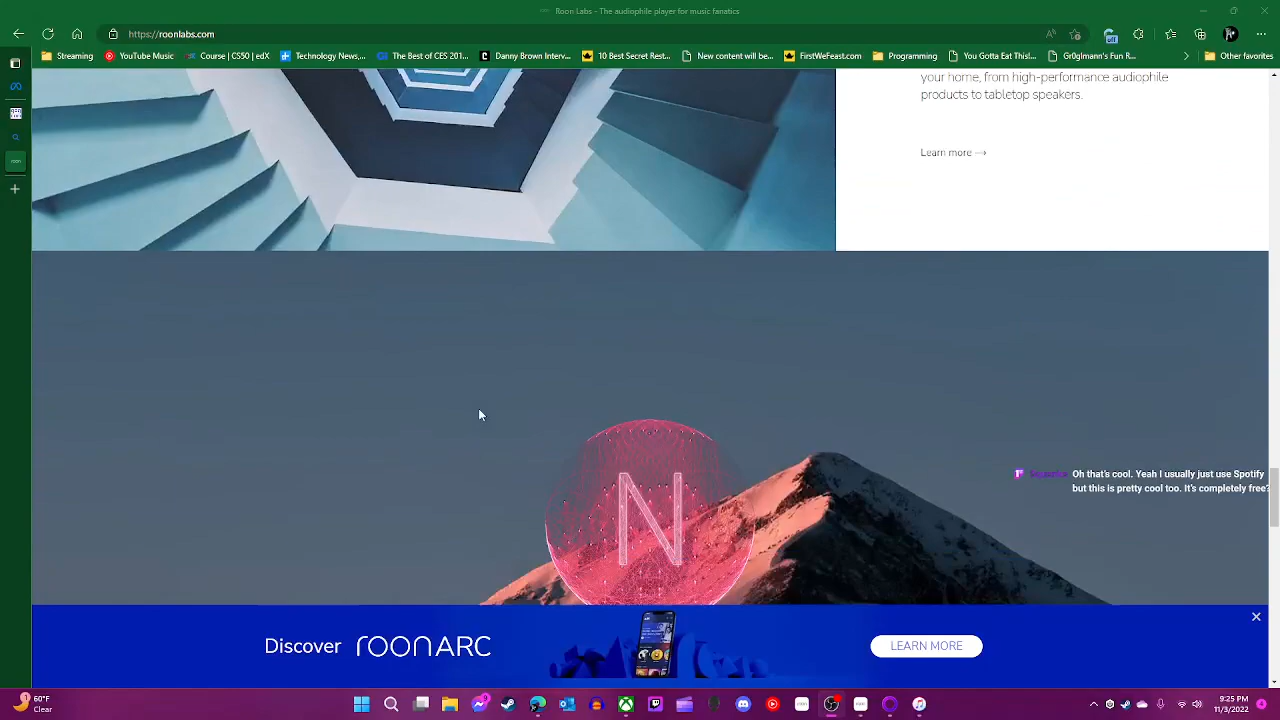 Roon Labs - The audiophile player for music fanatics
https://roonlabs.com
Streaming
YouTube Music
Course | CS50 | edX
Technology News,...
The Best of CES 201...
Danny Brown Interv...
10 Best Secret Rest...
New content will be...
FirstWeFeast.com
Programming
You Gotta Eat This!
Gr0glman's Fun R...
Other favorites
your home, from high-performance audiophile
products to tabletop speakers.
Learn more →
Oh that's cool. Yeah I usually just use Spotify
but this is pretty cool too. It's completely free?
N
Discover roon ARC
LEARN MORE
60°F
Clear
9:25 PM
11/3/2022